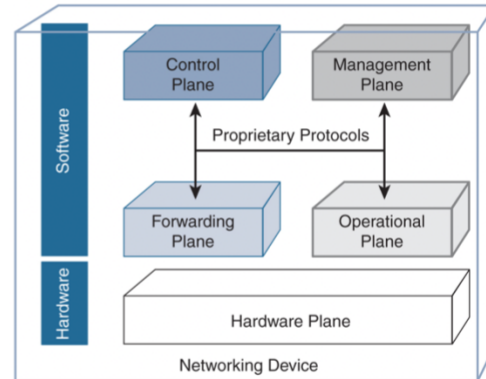 Software
Control
Plane
Management
Plane
Proprietary Protocols
Forwarding
Plane
Operational
Plane
Hardware
Hardware Plane
Networking Device